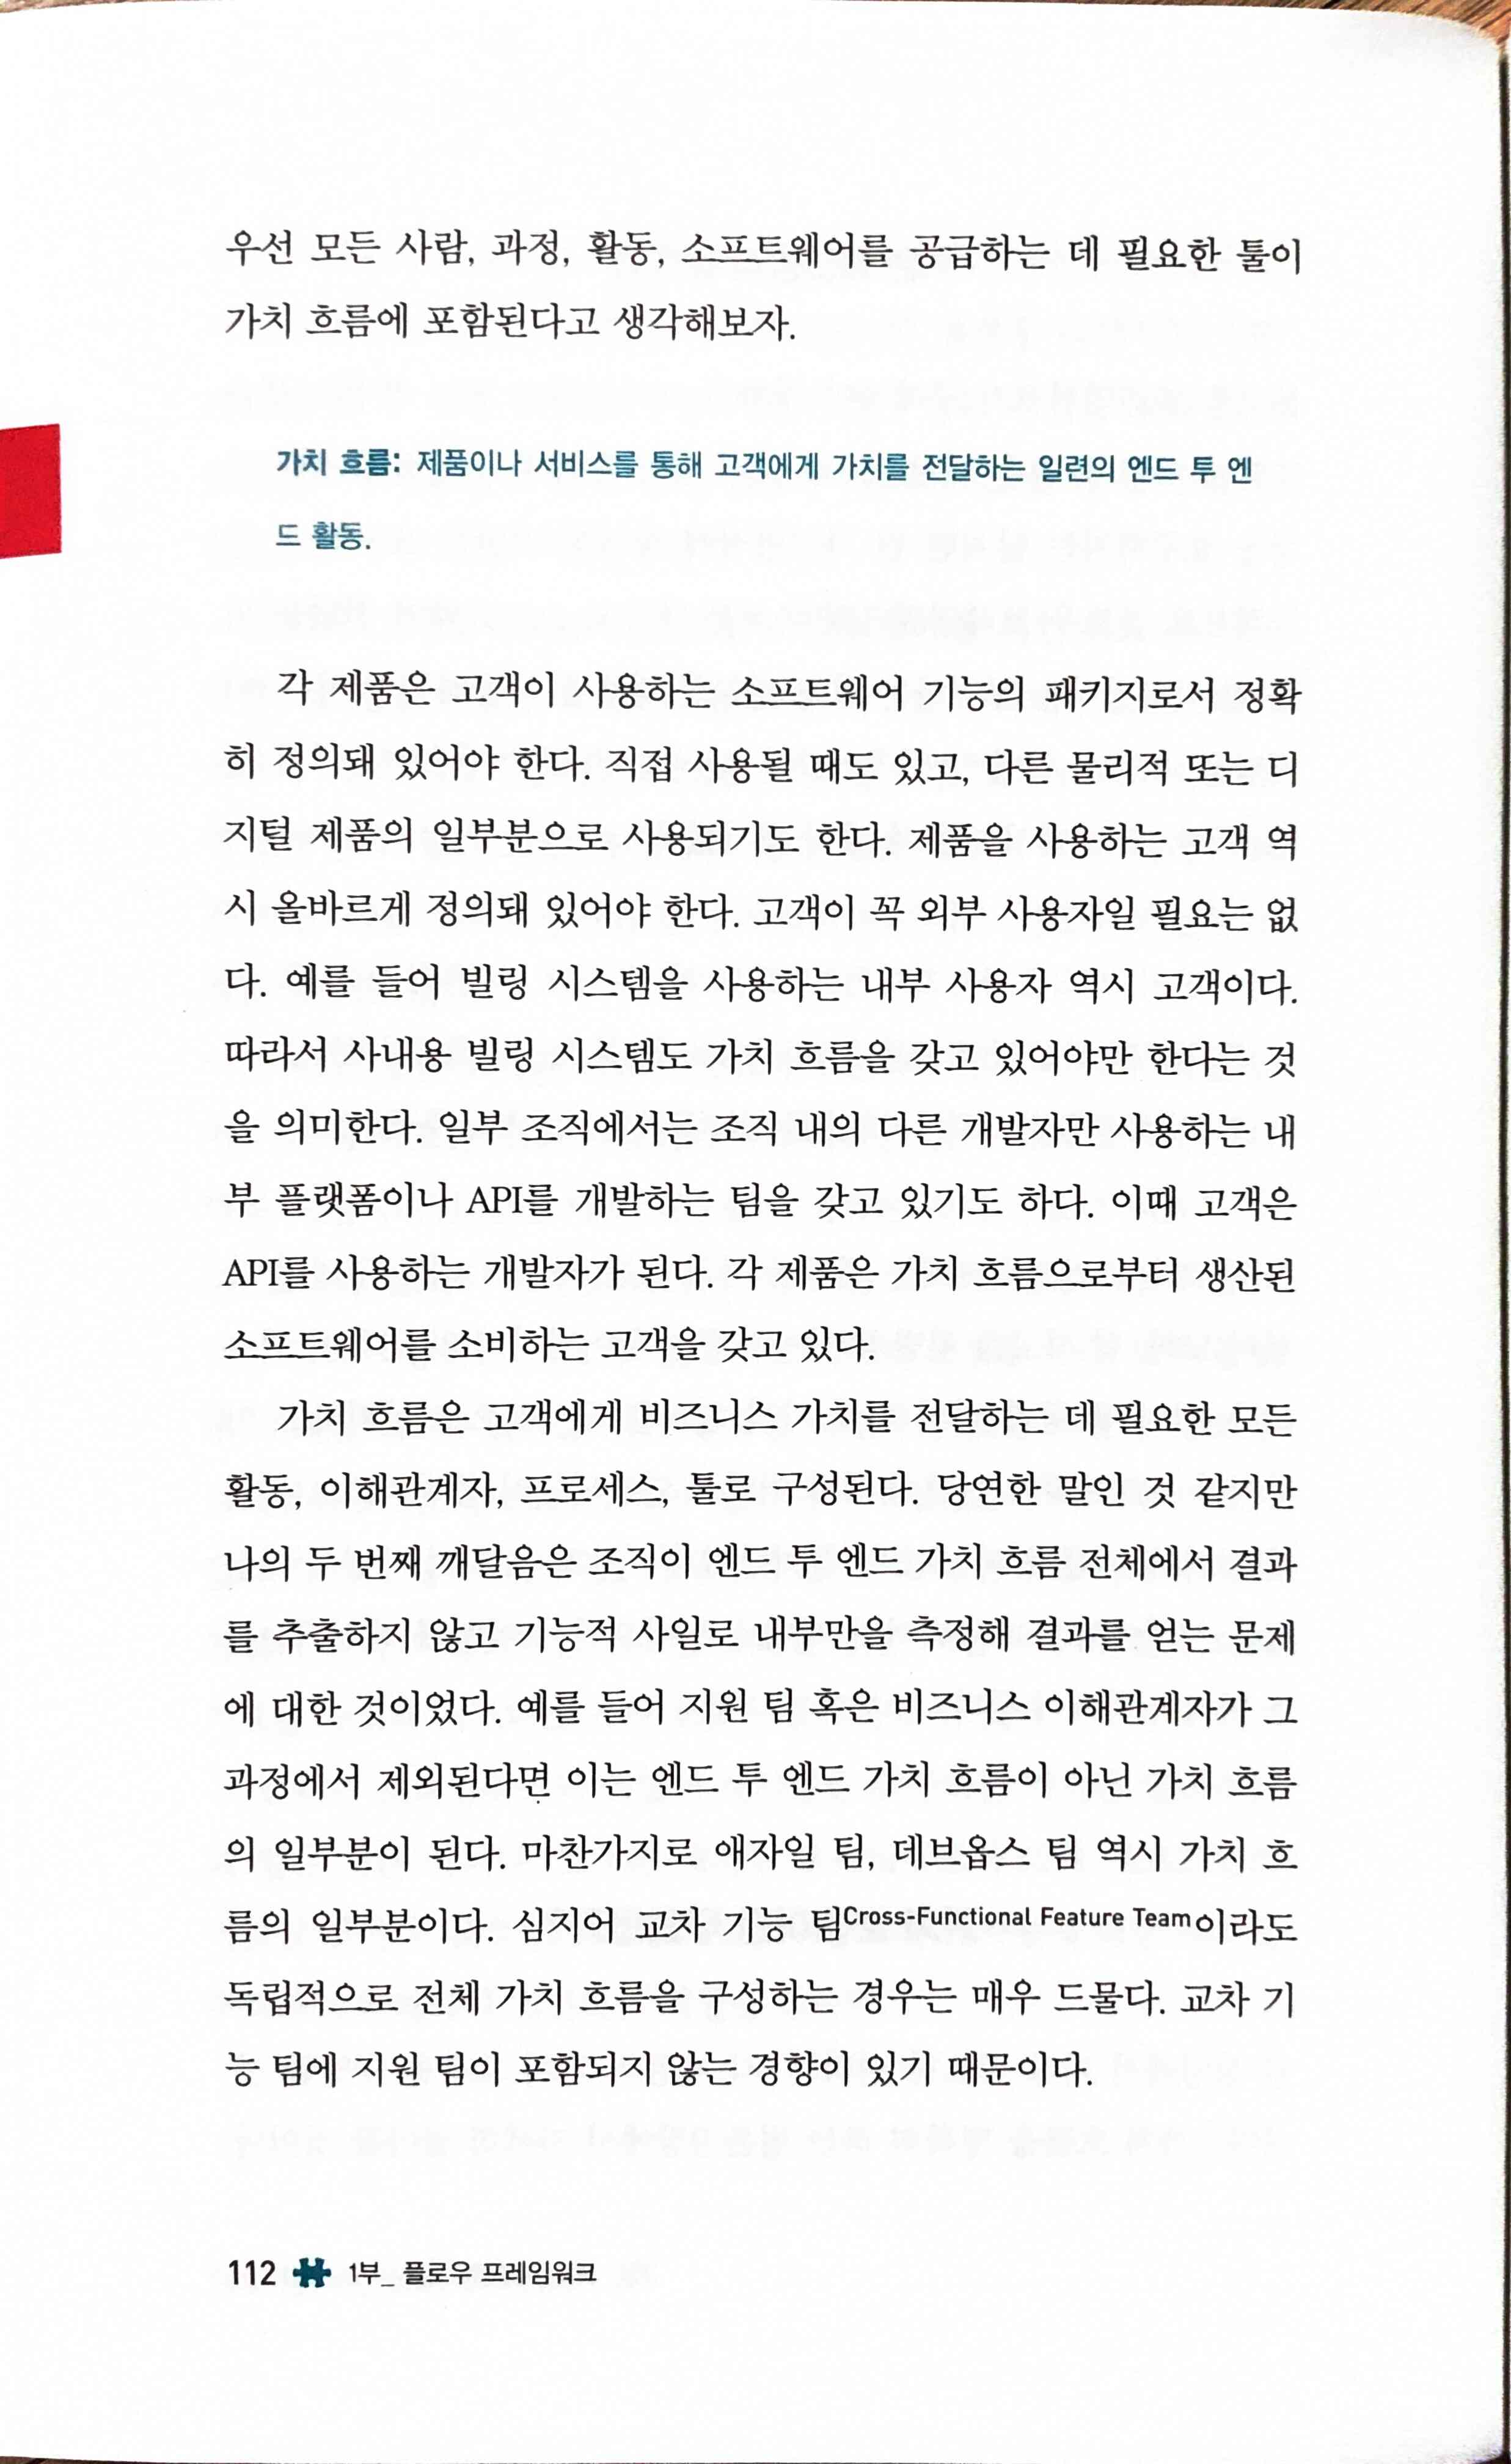 우선 모든 사람, 과정, 활동, 소프트웨어를 공급하는 데 필요한 툴이
가치 흐름에 포함된다고 생각해보자.
가치 흐름: 제품이나 서비스를 통해 고객에게 가치를 전달하는 일련의 엔드 투 엔
드 활동.
각 제품은 고객이 사용하는 소프트웨어 기능의 패키지로서 정확
히 정의돼 있어야 한다. 직접 사용될 때도 있고, 다른 물리적 또는 디
지털 제품의 일부분으로 사용되기도 한다. 제품을 사용하는 고객 역
시 올바르게 정의돼 있어야 한다. 고객이 꼭 외부 사용자일 필요는 없
다. 예를 들어 빌링 시스템을 사용하는 내부 사용자 역시 고객이다.
따라서 사내용 빌링 시스템도 가치 흐름을 갖고 있어야만 한다는 것
을 의미한다. 일부 조직에서는 조직 내의 다른 개발자만 사용하는 내
부 플랫폼이나 API를 개발하는 팀을 갖고 있기도 하다. 이때 고객은
API를 사용하는 개발자가 된다. 각 제품은 가치 흐름으로부터 생산된
소프트웨어를 소비하는 고객을 갖고 있다.
가치 흐름은 고객에게 비즈니스 가치를 전달하는 데 필요한 모든
활동, 이해관계자, 프로세스, 툴로 구성된다. 당연한 말인 것 같지만
나의 두 번째 깨달음은 조직이 엔드 투 엔드 가치 흐름 전체에서 결과
를 추출하지 않고 기능적 사일로 내부만을 측정해 결과를 얻는 문제
에 대한 것이었다. 예를 들어 지원 팀 혹은 비즈니스 이해관계자가 그
과정에서 제외된다면 이는 엔드 투 엔드 가치 흐름이 아닌 가치 흐름
의 일부분이 된다. 마찬가지로 애자일 팀, 데브옵스 팀 역시 가치 흐
름의 일부분이다. 심지어 교차 기능 팀Cross-Functional Feature Team이라도
독립적으로 전체 가치 흐름을 구성하는 경우는 매우 드물다. 교차 기
능 팀에 지원 팀이 포함되지 않는 경향이 있기 때문이다.
112 1부_ 플로우 프레임워크